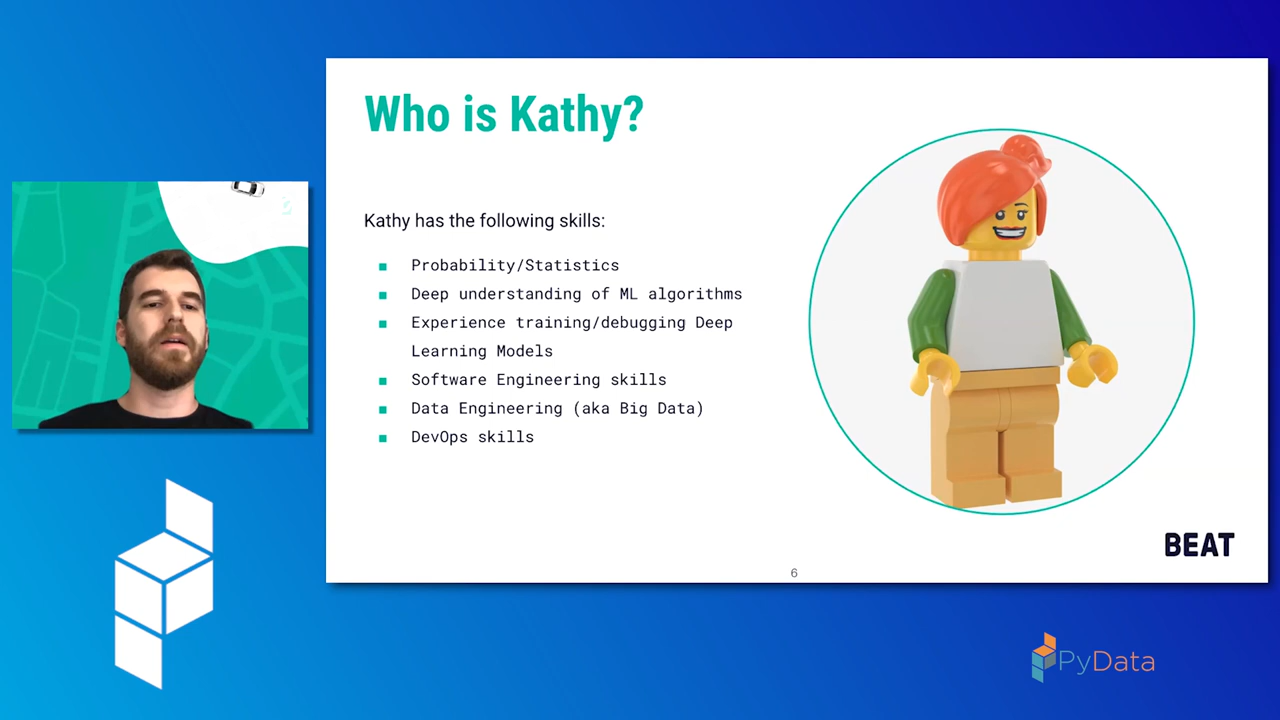 Who is Kathy?
Kathy has the following skills:
Probability/Statistics
Deep understanding of ML algorithms
Experience training/debugging Deep
Learning Models
Software Engineering skills
Data Engineering (aka Big Data)
DevOps skills
BEAT
6
PyData